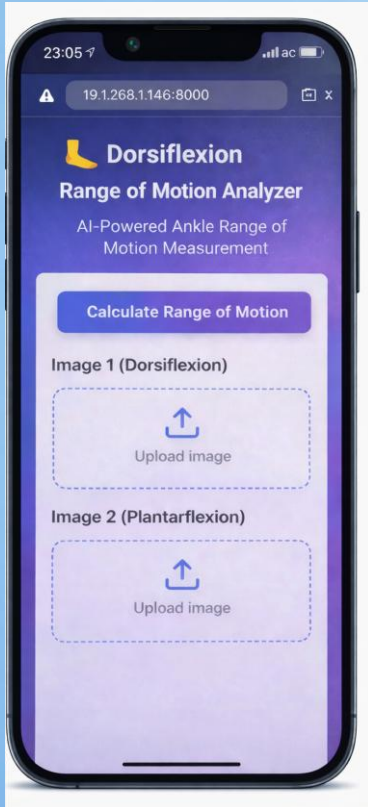 23:05
ac
19.1.268.1.146:8000
x
Dorsiflexion
Range of Motion Analyzer
AI-Powered Ankle Range of
Motion Measurement
Calculate Range of Motion
Image 1 (Dorsiflexion)
Upload image
Image 2 (Plantarflexion)
Upload image